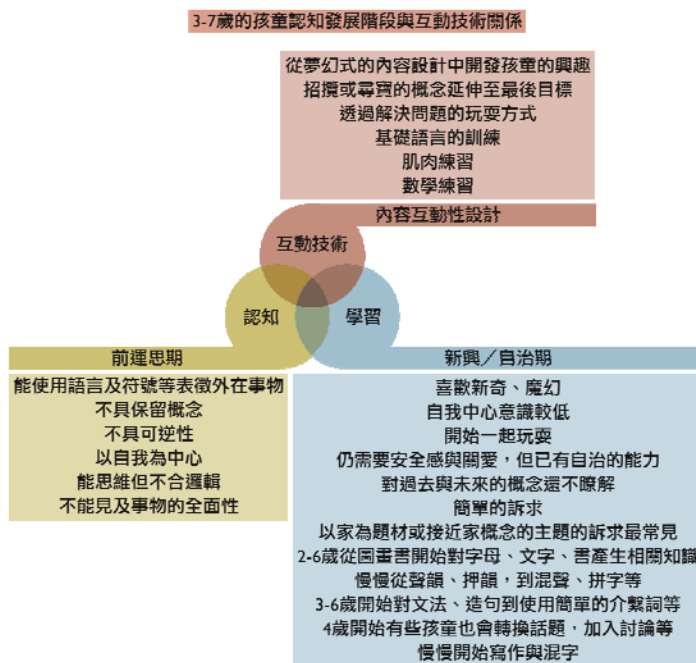 3-7歲的孩童認知發展階段與互動技術關係
從夢幻式的內容設計中開發孩童的興趣
招攬或尋寶的概念延伸至最後目標
透過解決問題的玩耍方式
基礎語言的訓練
肌肉練習
數學練習
內容互動性設計
互動技術
認知
學習
前運思期
能使用語言及符號等表徵外在事物
不具保留概念
不具可逆性
以自我為中心
能思維但不合邏輯
不能見及事物的全面性
新興／自治期
喜歡新奇、魔幻
自我中心意識較低
開始一起玩耍
仍需要安全感與關愛，但已有自治的能力
對過去與未來的概念還不瞭解
簡單的訴求
以家為題材或接近家概念的主題的訴求最常見
2-6歲從圖畫書開始對字母、文字、書產生相關知識
慢慢從聲韻、押韻，到混聲、拼字等
3-6歲開始對文法、造句到使用簡單的介繫詞等
4歲開始有些孩童也會轉換話題，加入討論等
慢慢開始寫作與混字